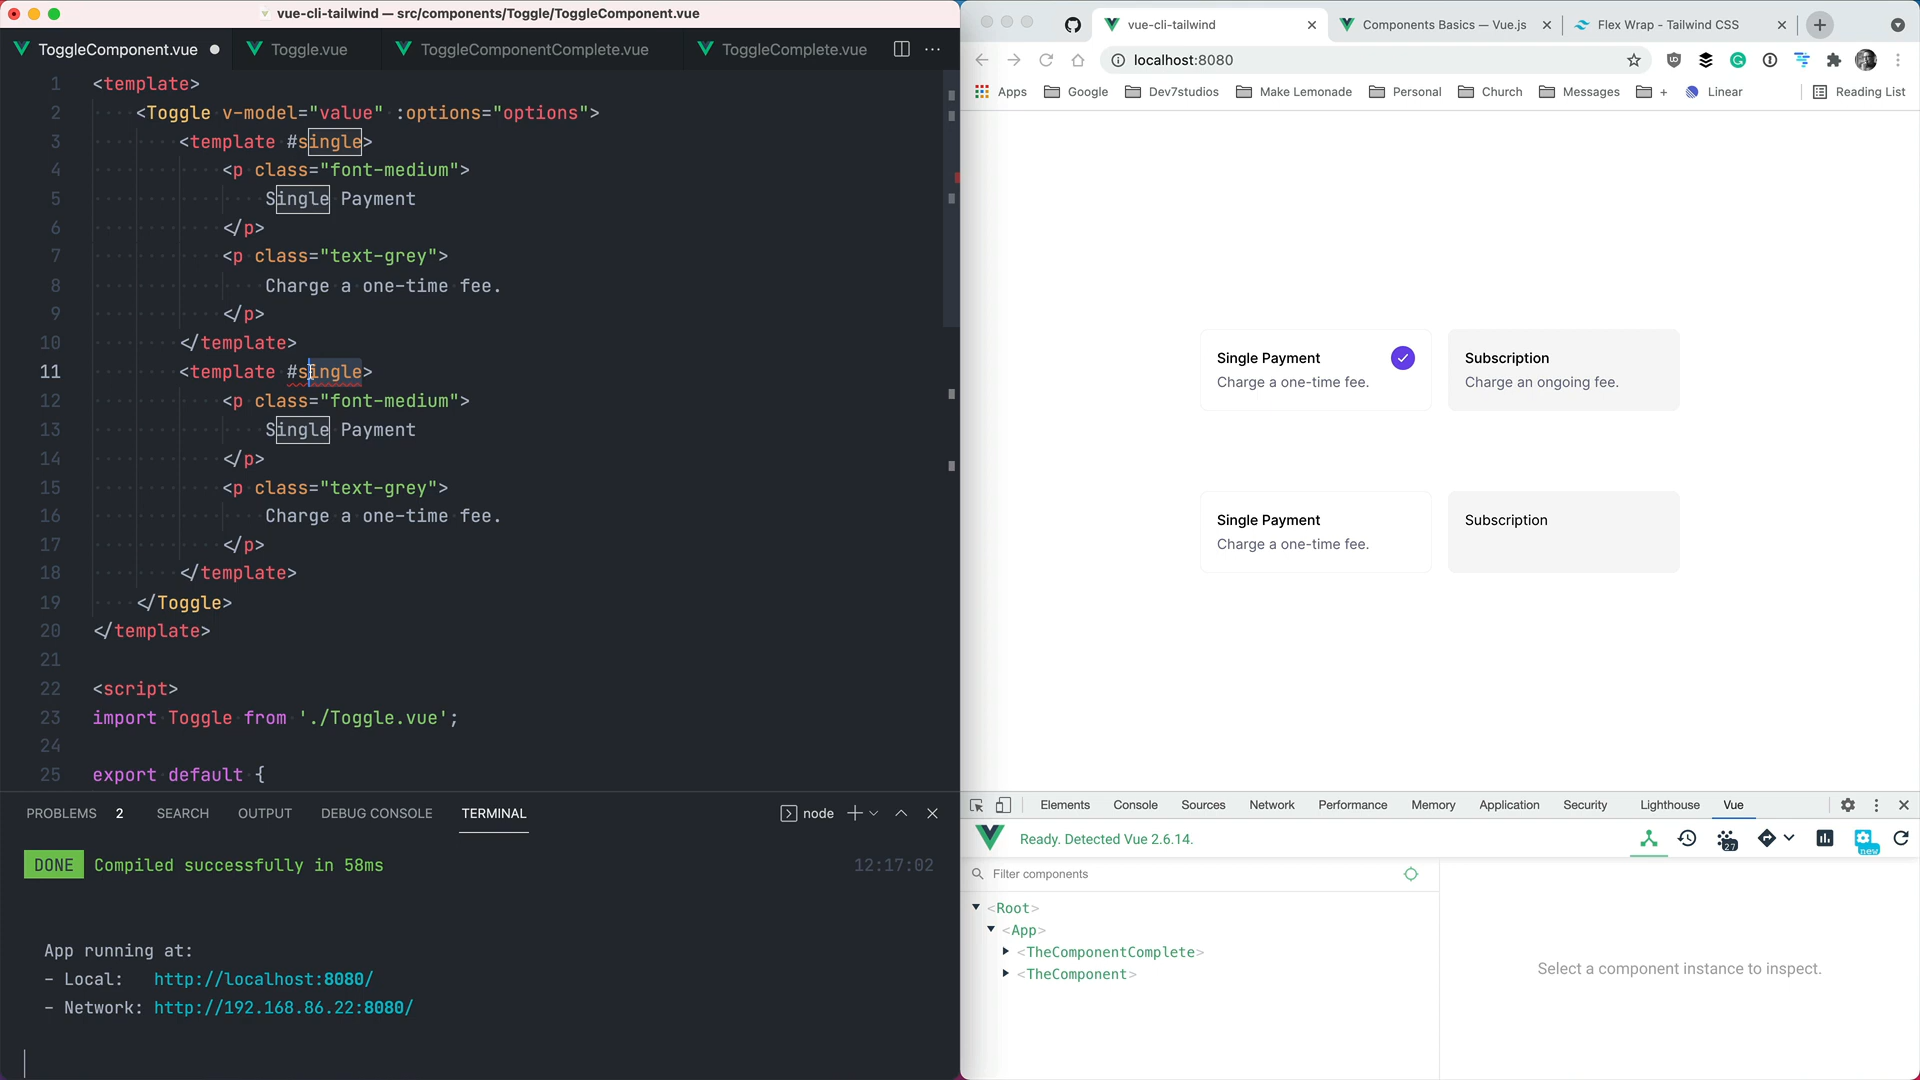 vue-cli-tailwind — src/components/Toggle/ToggleComponent.vue
ToggleComponent.vue
Toggle.vue
ToggleComponentComplete.vue
ToggleComplete.vue
1 <template>
2 <Toggle v-model="value" :options="options">
3 <template #single>
4 <p class="font-medium">
5 Single Payment
6 </p>
7 <p class="text-grey">
8 Charge a one-time fee.
9 </p>
10 </template>
11 <template #single>
12 <p class="font-medium">
13 Single Payment
14 </p>
15 <p class="text-grey">
16 Charge a one-time fee.
17 </p>
18 </template>
19 </Toggle>
20 </template>
21
22 <script>
23 import Toggle from './Toggle.vue';
24
25 export default {
PROBLEMS 2
SEARCH
OUTPUT
DEBUG CONSOLE
TERMINAL
node
DONE Compiled successfully in 58ms 12:17:02
App running at:
- Local: http://localhost:8080/
- Network: http://192.168.86.22:8080/
vue-cli-tailwind
Components Basics — Vue.js
Flex Wrap - Tailwind CSS
localhost:8080
Apps
Google
Dev7studios
Make Lemonade
Personal
Church
Messages
+
Linear
Reading List
Single Payment
Charge a one-time fee.
Subscription
Charge an ongoing fee.
Single Payment
Charge a one-time fee.
Subscription
Elements
Console
Sources
Network
Performance
Memory
Application
Security
Lighthouse
Vue
Ready. Detected Vue 2.6.14.
27
new
Filter components
<Root>
<App>
<TheComponentComplete>
<TheComponent>
Select a component instance to inspect.